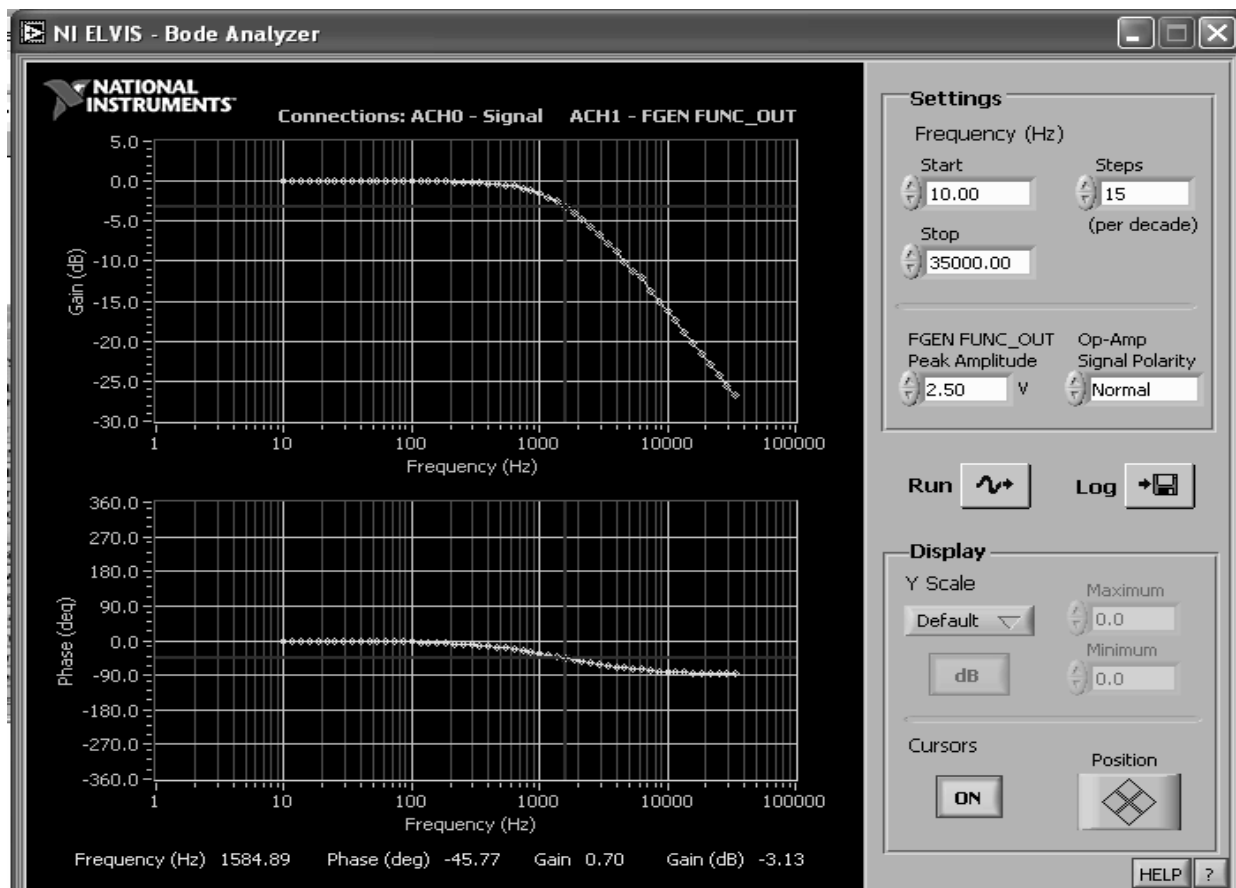 NI ELVIS - Bode Analyzer
NATIONAL
INSTRUMENTS
Connections: ACH0 - Signal ACH1 - FGEN FUNC_OUT
5.0
0.0
-5.0
-10.0
-15.0
-20.0
-25.0
-30.0
Gain (dB)
1 10 100 1000 10000 100000
Frequency (Hz)
360.0
270.0
180.0
90.0
0.0
-90.0
-180.0
-270.0
-360.0
Phase (deg)
1 10 100 1000 10000 100000
Frequency (Hz)
Frequency (Hz) 1584.89 Phase (deg) -45.77 Gain 0.70 Gain (dB) -3.13
Settings
Frequency (Hz)
Start Steps
10.00 15
(per decade)
Stop
35000.00
FGEN FUNC_OUT Op-Amp
Peak Amplitude Signal Polarity
2.50 V Normal
Run Log
Display
Y Scale
Maximum
Default 0.0
Minimum
dB 0.0
Cursors
Position
ON
HELP ?